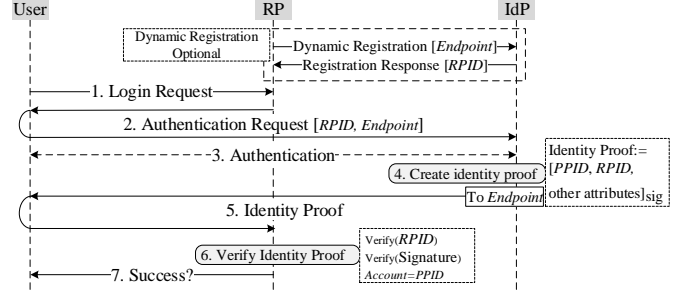 User RP IdP
Dynamic Registration
Optional
Dynamic Registration [Endpoint]
Registration Response [RPID]
1. Login Request
2. Authentication Request [RPID, Endpoint]
3. Authentication
4. Create identity proof
Identity Proof:=
[PPID, RPID,
other attributes]sig
To Endpoint
5. Identity Proof
6. Verify Identity Proof
Verify(RPID)
Verify(Signature)
Account=PPID
7. Success?